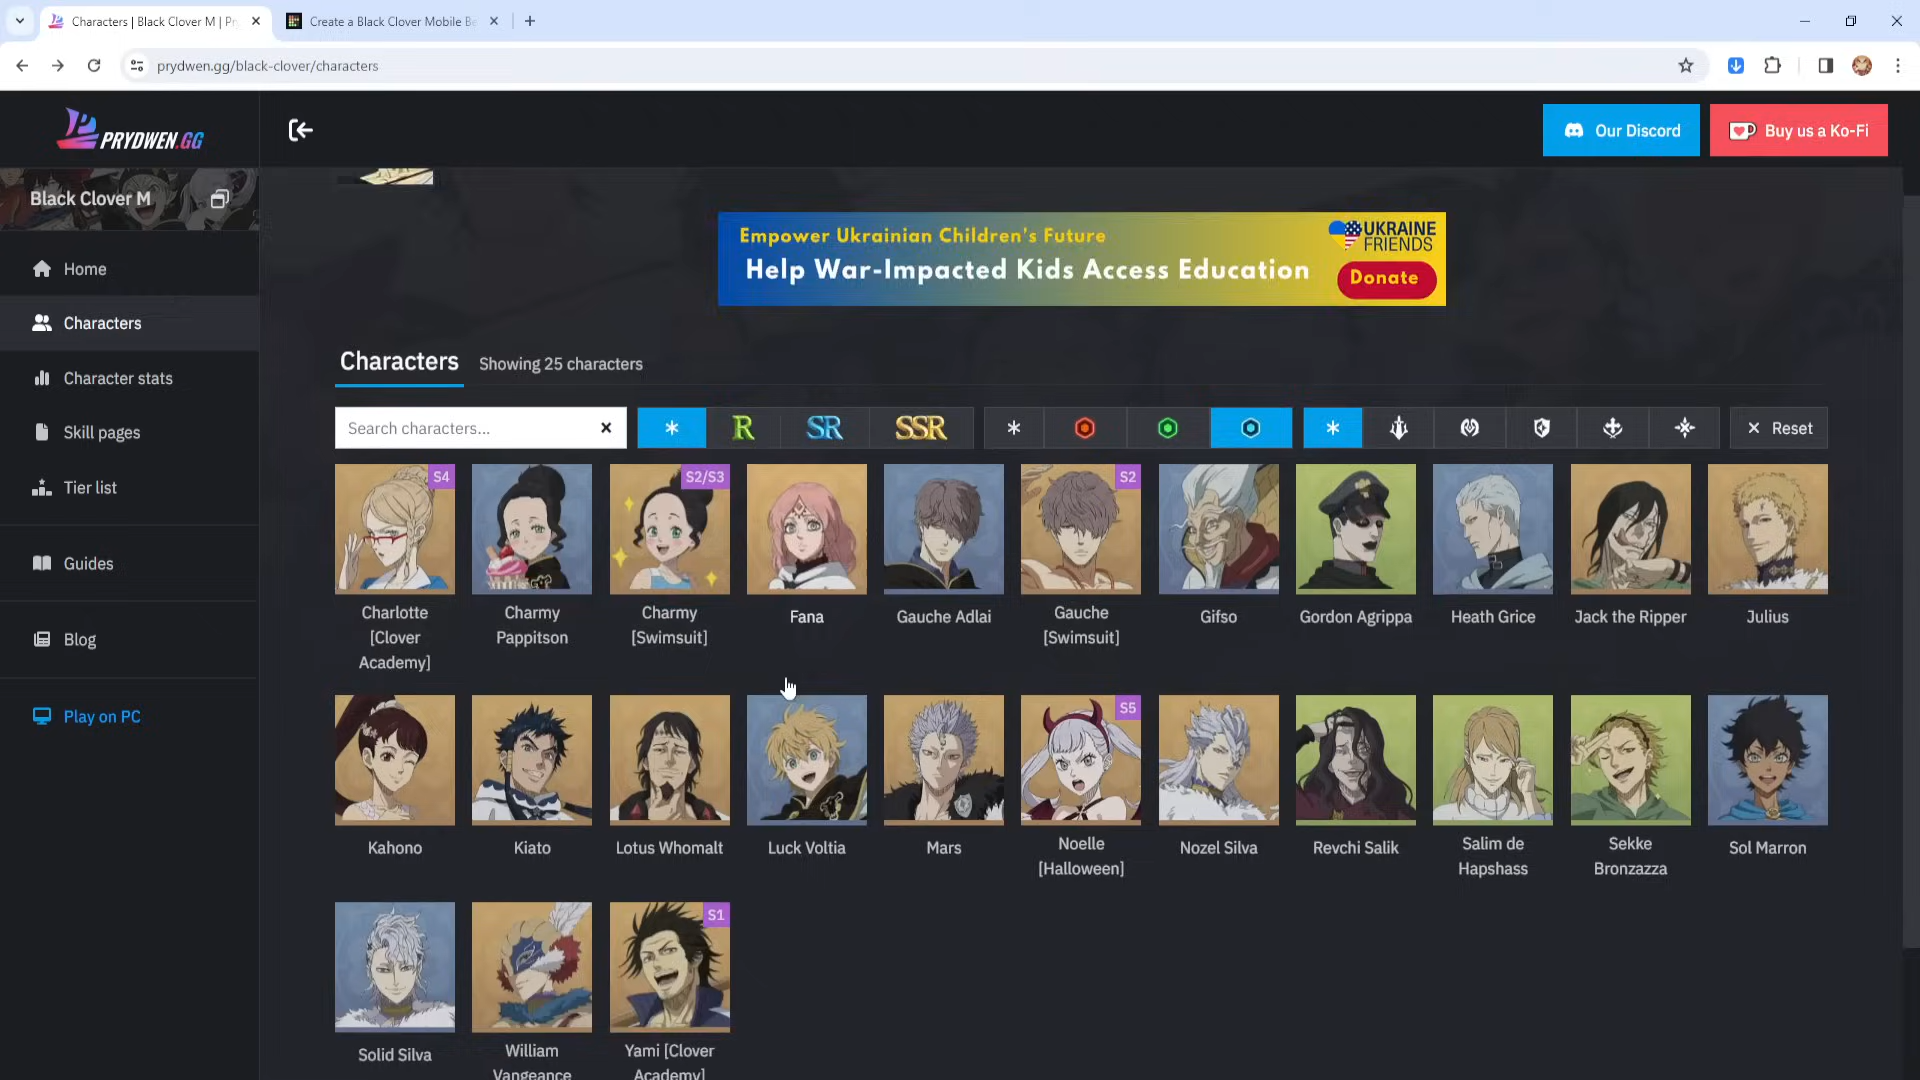 Characters | Black Clover M | Pr
Create a Black Clover Mobile Be
prydwen.gg/black-clover/characters
PRYDWEN.GG
Our Discord
Buy us a Ko-Fi
Black Clover M
Home
Characters
Character stats
Skill pages
Tier list
Guides
Blog
Play on PC
Empower Ukrainian Children's Future
Help War-Impacted Kids Access Education
UKRAINE
FRIENDS
Donate
Characters
Showing 25 characters
Search characters...
R
SR
SSR
Reset
S4
S2/S3
S2
Charlotte
[Clover
Academy]
Charmy
Pappitson
Charmy
[Swimsuit]
Fana
Gauche Adlai
Gauche
[Swimsuit]
Gifso
Gordon Agrippa
Heath Grice
Jack the Ripper
Julius
S5
Kahono
Kiato
Lotus Whomalt
Luck Voltia
Mars
Noelle
[Halloween]
Nozel Silva
Revchi Salik
Salim de
Hapshass
Sekke
Bronzazza
Sol Marron
S1
Solid Silva
William
Vangeance
Yami [Clover
Academy]